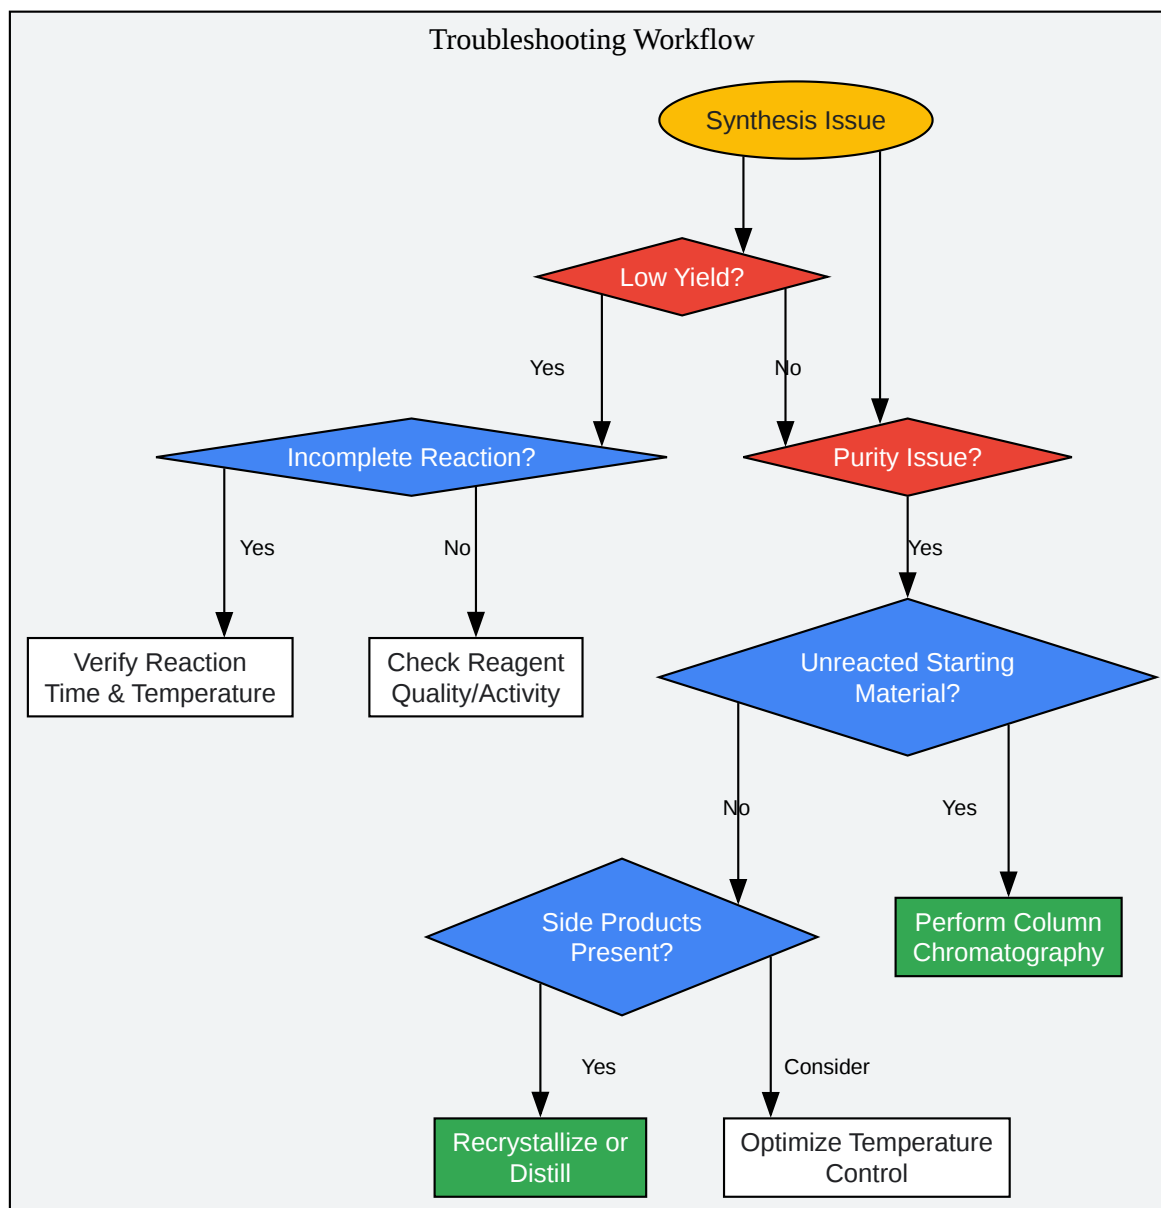 Troubleshooting Workflow
Synthesis Issue
Low Yield?
Yes
No
Incomplete Reaction?
Purity Issue?
Yes
No
Yes
Verify Reaction
Time & Temperature
Check Reagent
Quality/Activity
Unreacted Starting
Material?
No
Yes
Side Products
Present?
Perform Column
Chromatography
Yes
Consider
Recrystallize or
Distill
Optimize Temperature
Control